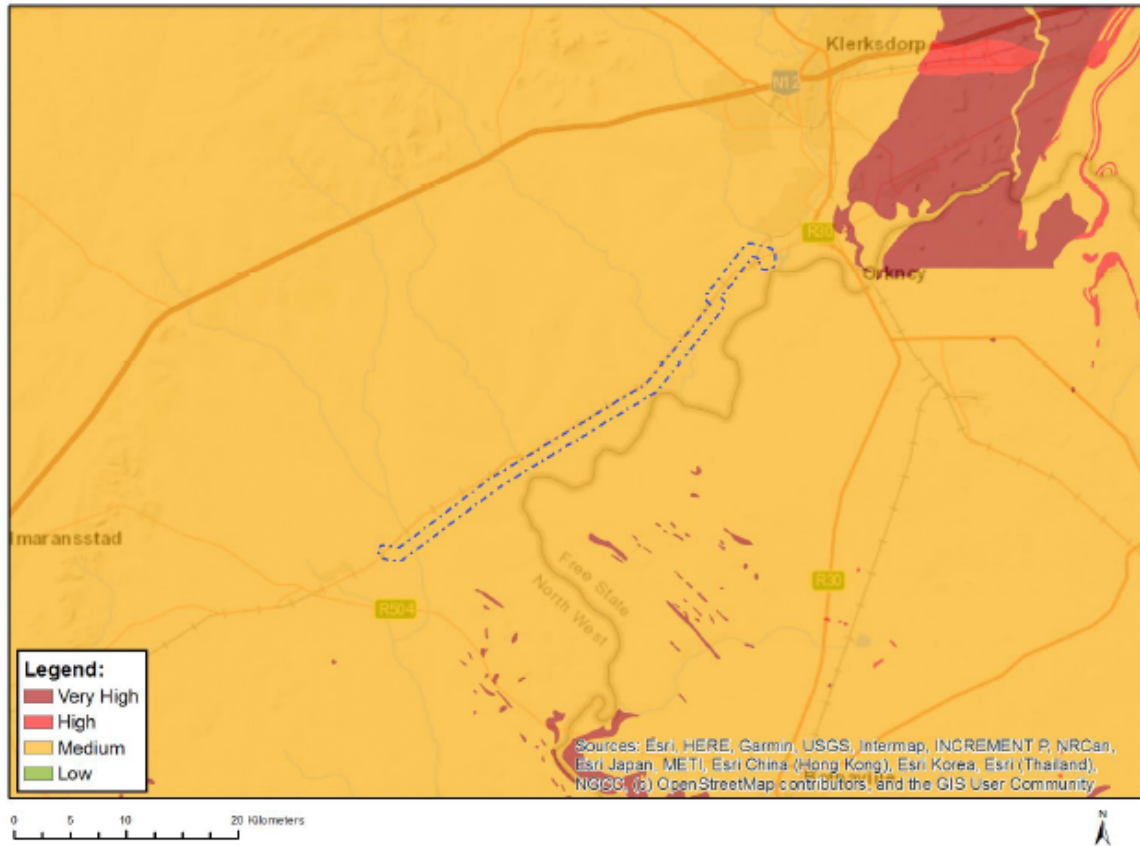 Klerksdorp
N12
R30
Orkney
lmaransstad
Free State
North West
R504
R30
Legend:
Very High
High
Medium
Low
Sources: Esri, HERE, Garmin, USGS, Intermap, INCREMENT P, NRCan,
Esri Japan, METI, Esri China (Hong Kong), Esri Korea, Esri (Thailand),
NGCC, (c) OpenStreetMap contributors, and the GIS User Community
0 5 10 20 Kilometers
N